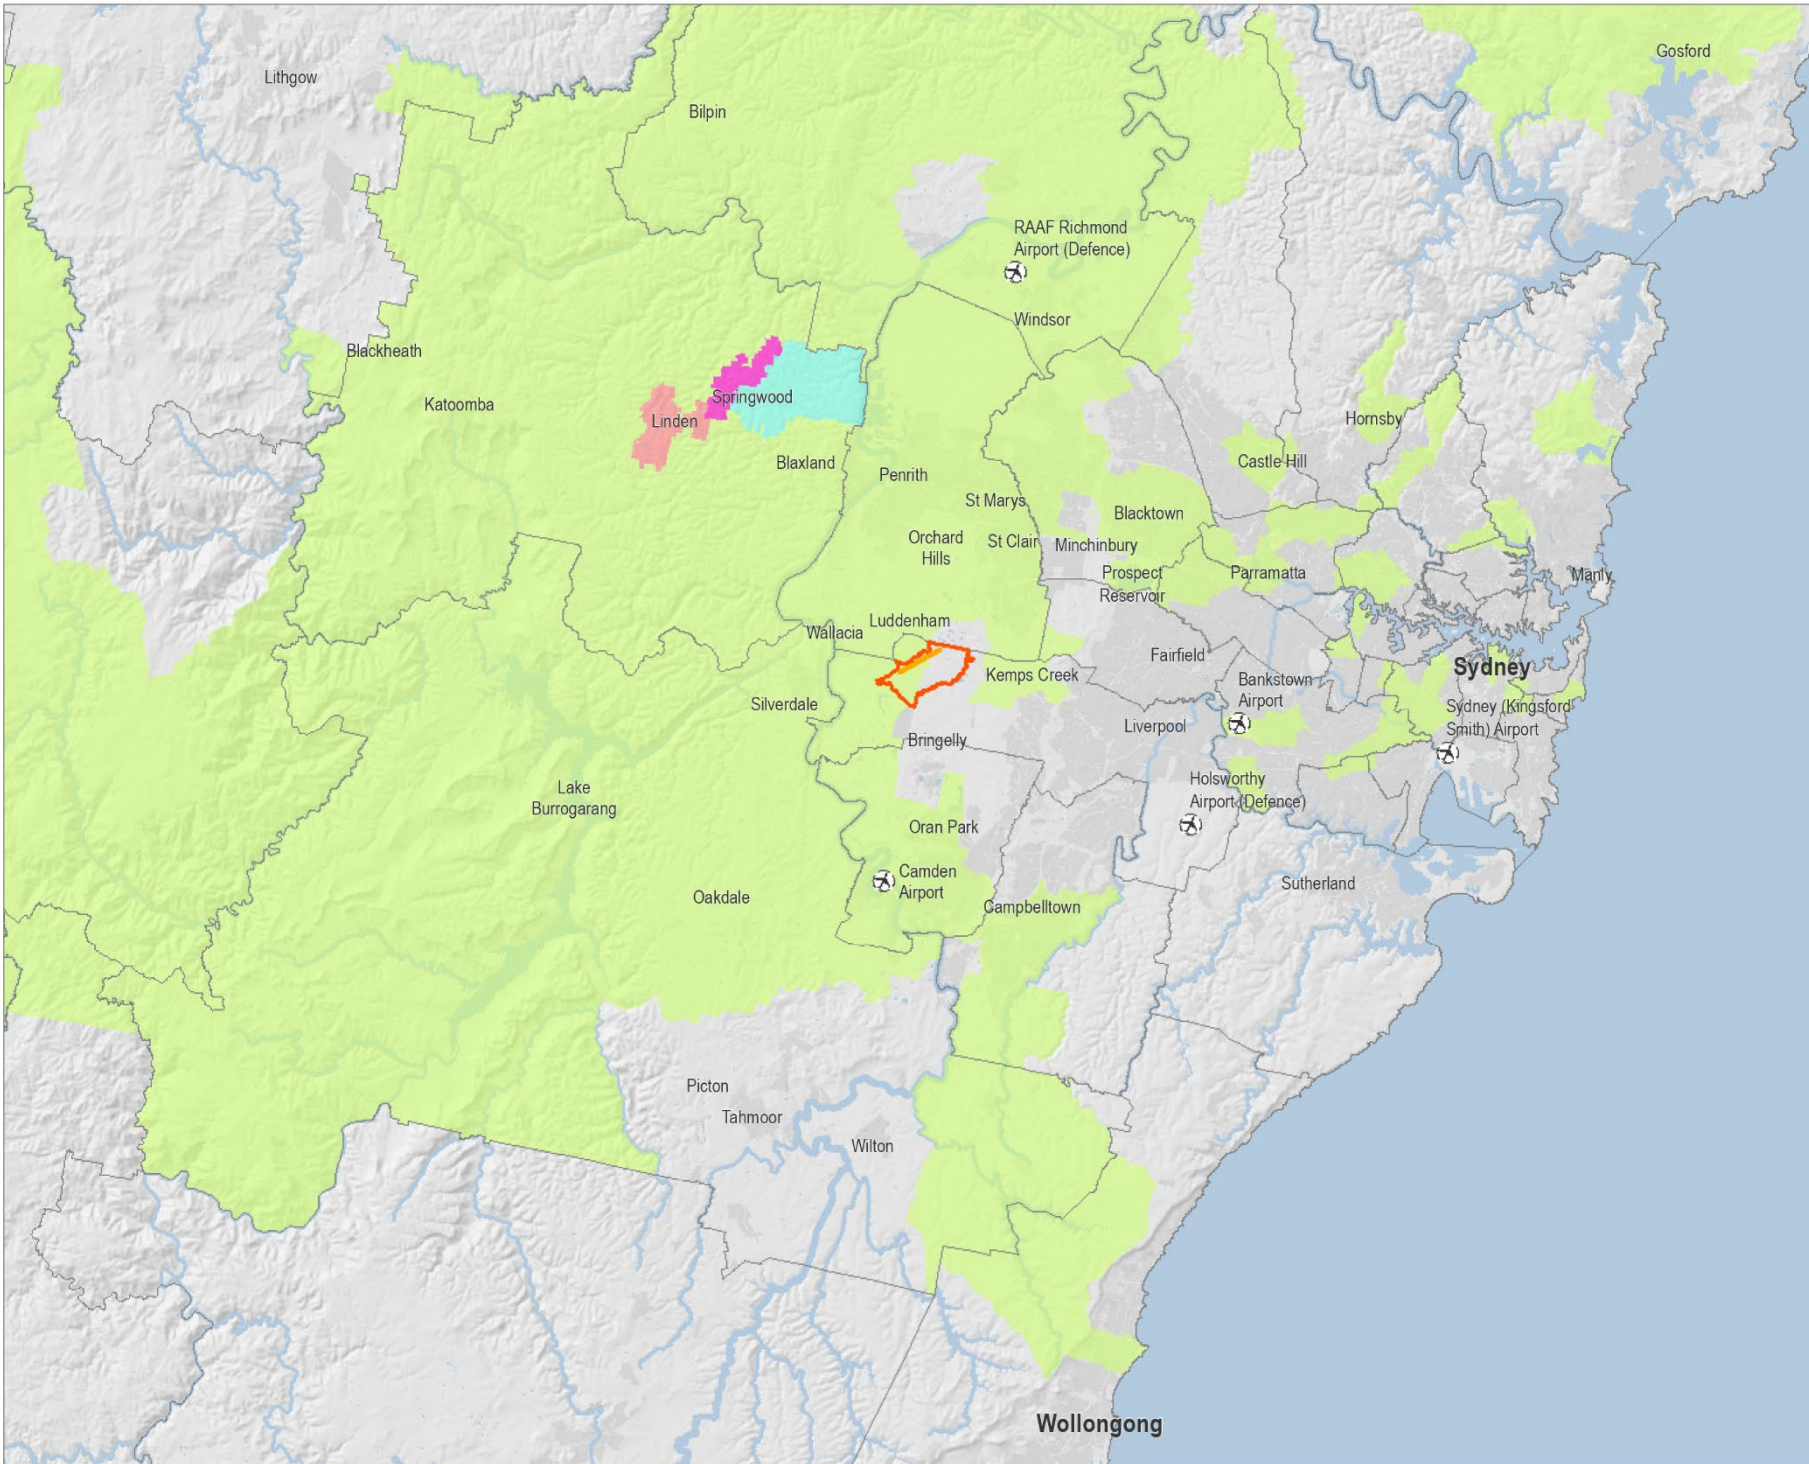 Gosford
Lithgow
Bilpin
RAAF Richmond
Airport (Defence)
Windsor
Blackheath
Katoomba
Springwood
Linden
Hornsby
Castle Hill
Blaxland
Penrith
St Marys
Blacktown
Orchard
Hills
St Clair
Minchinbury
Prospect
Reservoir
Parramatta
Manly
Luddenham
Wallacia
Fairfield
Sydney
Kemps Creek
Bankstown
Airport
Silverdale
Sydney (Kingsford
Smith) Airport
Liverpool
Bringelly
Holsworthy
Airport (Defence)
Lake
Burrogarang
Oran Park
Camden
Airport
Sutherland
Oakdale
Campbelltown
Picton
Tahmoor
Wilton
Wollongong